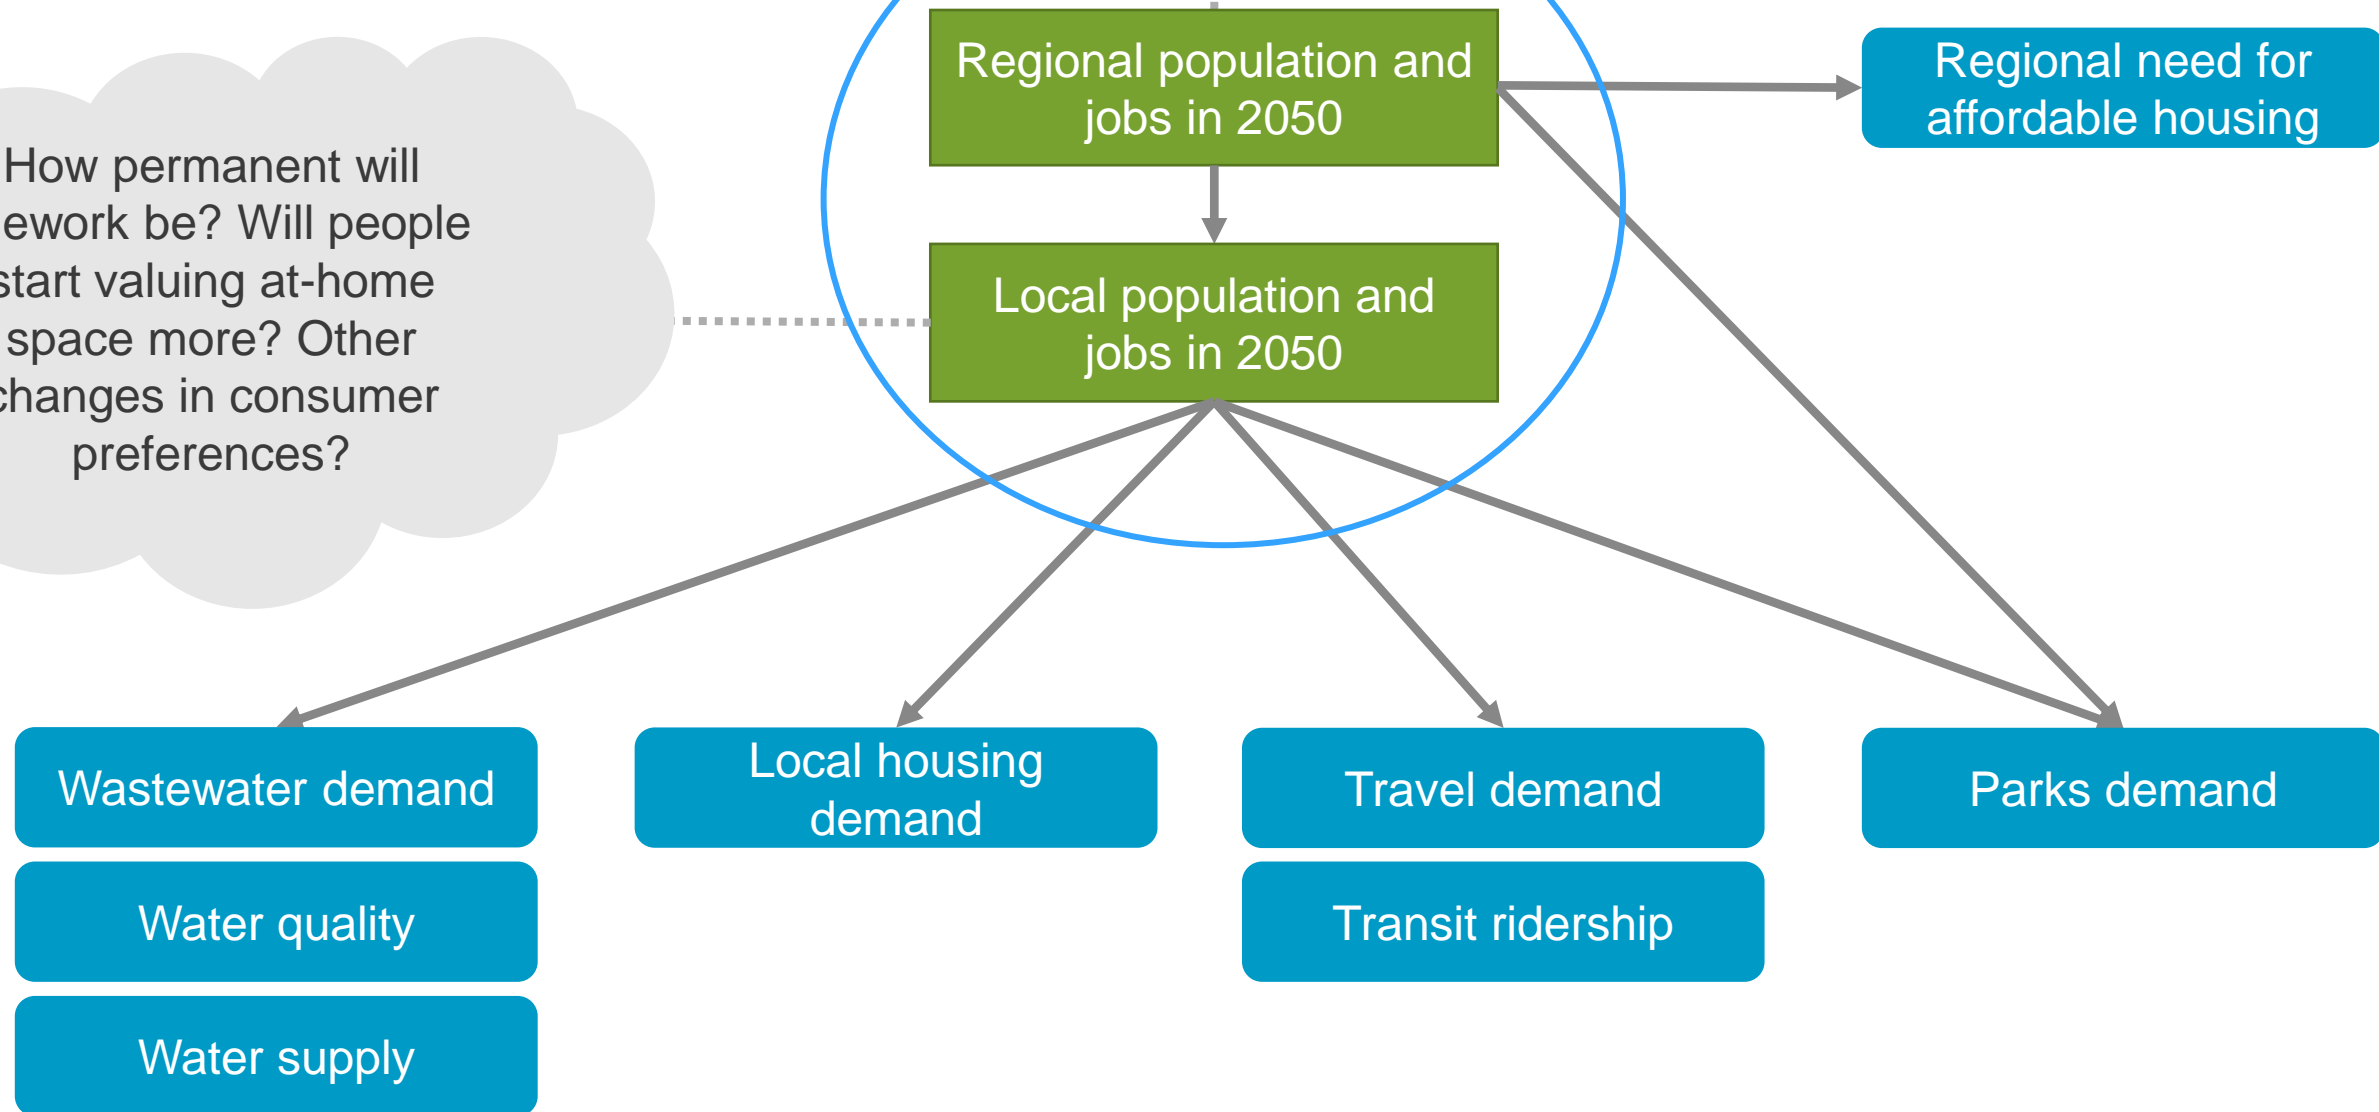 Regional population and
jobs in 2050
Regional need for
affordable housing
How permanent will
ework be? Will people
start valuing at-home
space more? Other
changes in consumer
preferences?
Local population and
jobs in 2050
Wastewater demand
Local housing
demand
Travel demand
Parks demand
Water quality
Transit ridership
Water supply